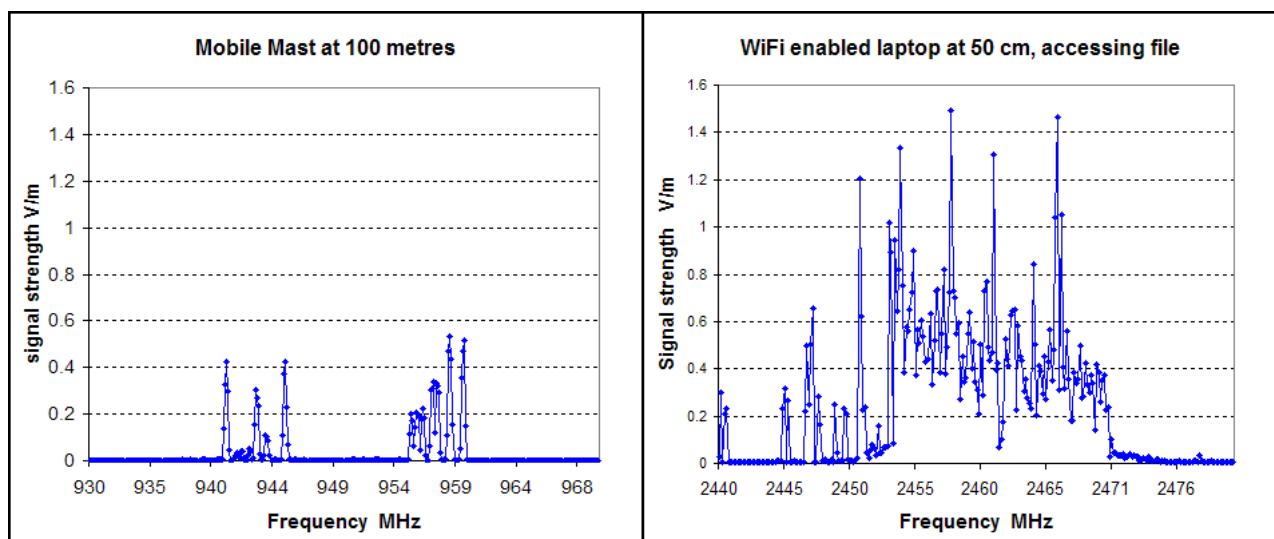 Mobile Mast at 100 metres
signal strength V/m
1.6
1.4
1.2
1
0.8
0.6
0.4
0.2
0
930 935 940 944 949 954 959 964 968
Frequency MHz
WiFi enabled laptop at 50 cm, accessing file
Signal strength V/m
1.6
1.4
1.2
1
0.8
0.6
0.4
0.2
0
2440 2445 2450 2455 2460 2465 2471 2476
Frequency MHz